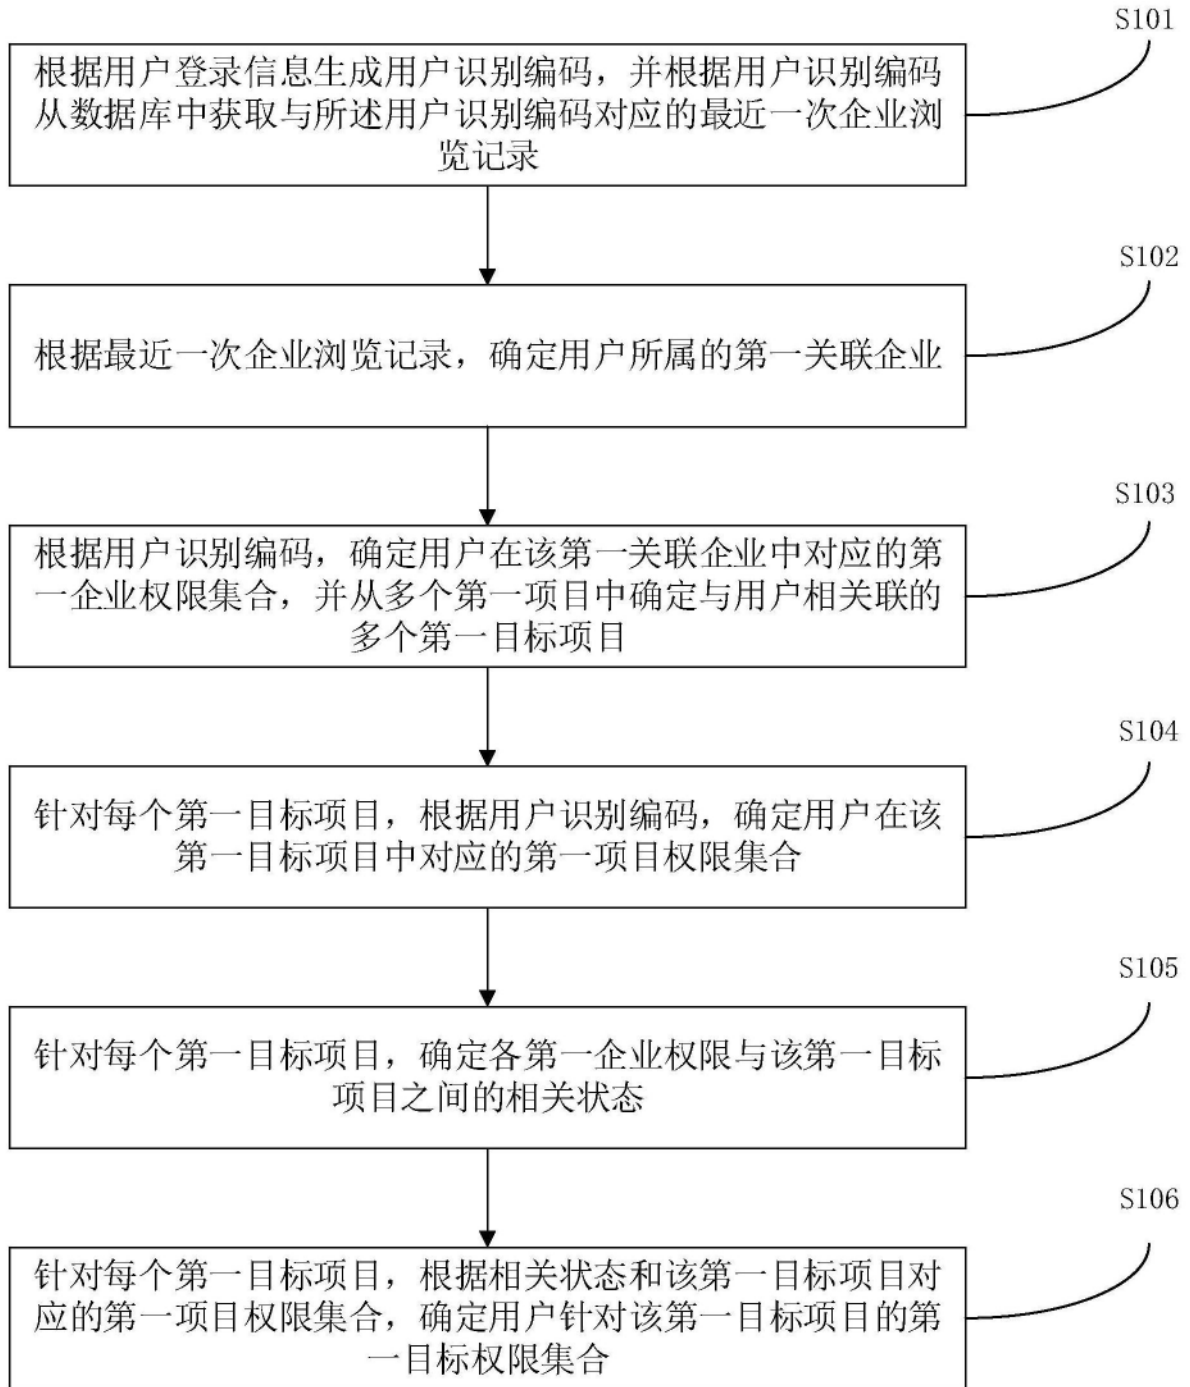 S101
根据用户登录信息生成用户识别编码，并根据用户识别编码
从数据库中获取与所述用户识别编码对应的最近一次企业浏
览记录
S102
根据最近一次企业浏览记录，确定用户所属的第一关联企业
S103
根据用户识别编码，确定用户在该第一关联企业中对应的第
一企业权限集合，并从多个第一项目中确定与用户相关联的
多个第一目标项目
S104
针对每个第一目标项目，根据用户识别编码，确定用户在该
第一目标项目中对应的第一项目权限集合
S105
针对每个第一目标项目，确定各第一企业权限与该第一目标
项目之间的相关状态
S106
针对每个第一目标项目，根据相关状态和该第一目标项目对
应的第一项目权限集合，确定用户针对该第一目标项目的第
一目标权限集合